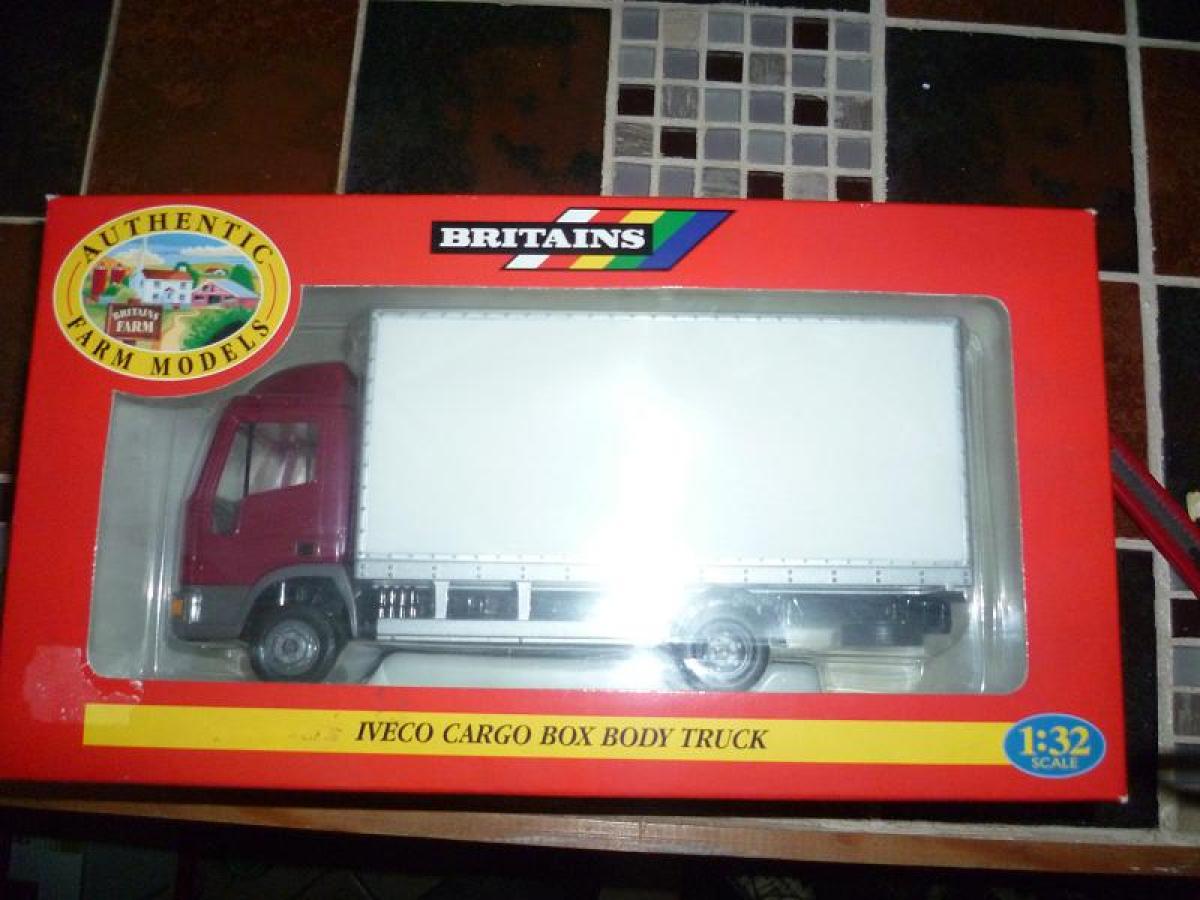 AUTHENTIC
FARM MODELS
BRITAINS
FARM
BRITAINS
IVECO CARGO BOX BODY TRUCK
1:32
SCALE